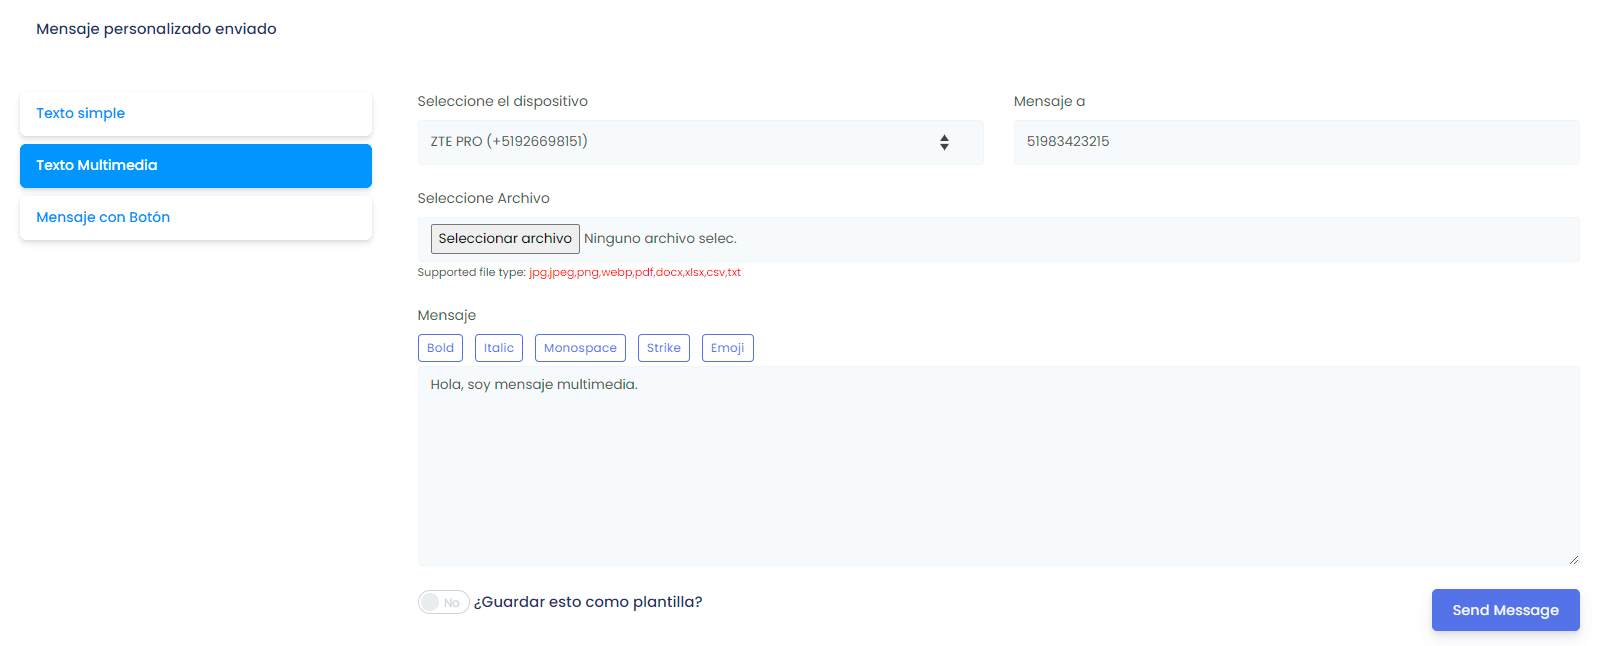 Mensaje personalizado enviado
Texto simple
Texto Multimedia
Mensaje con Botón
Seleccione el dispositivo
ZTE PRO (+51926698151)
Mensaje a
51983423215
Seleccione Archivo
Seleccionar archivo Ninguno archivo selec.
Supported file type: jpg,jpeg,png,webp,pdf,docx,xlsx,csv,txt
Mensaje
Bold Italic Monospace Strike Emoji
Hola, soy mensaje multimedia.
No ¿Guardar esto como plantilla?
Send Message